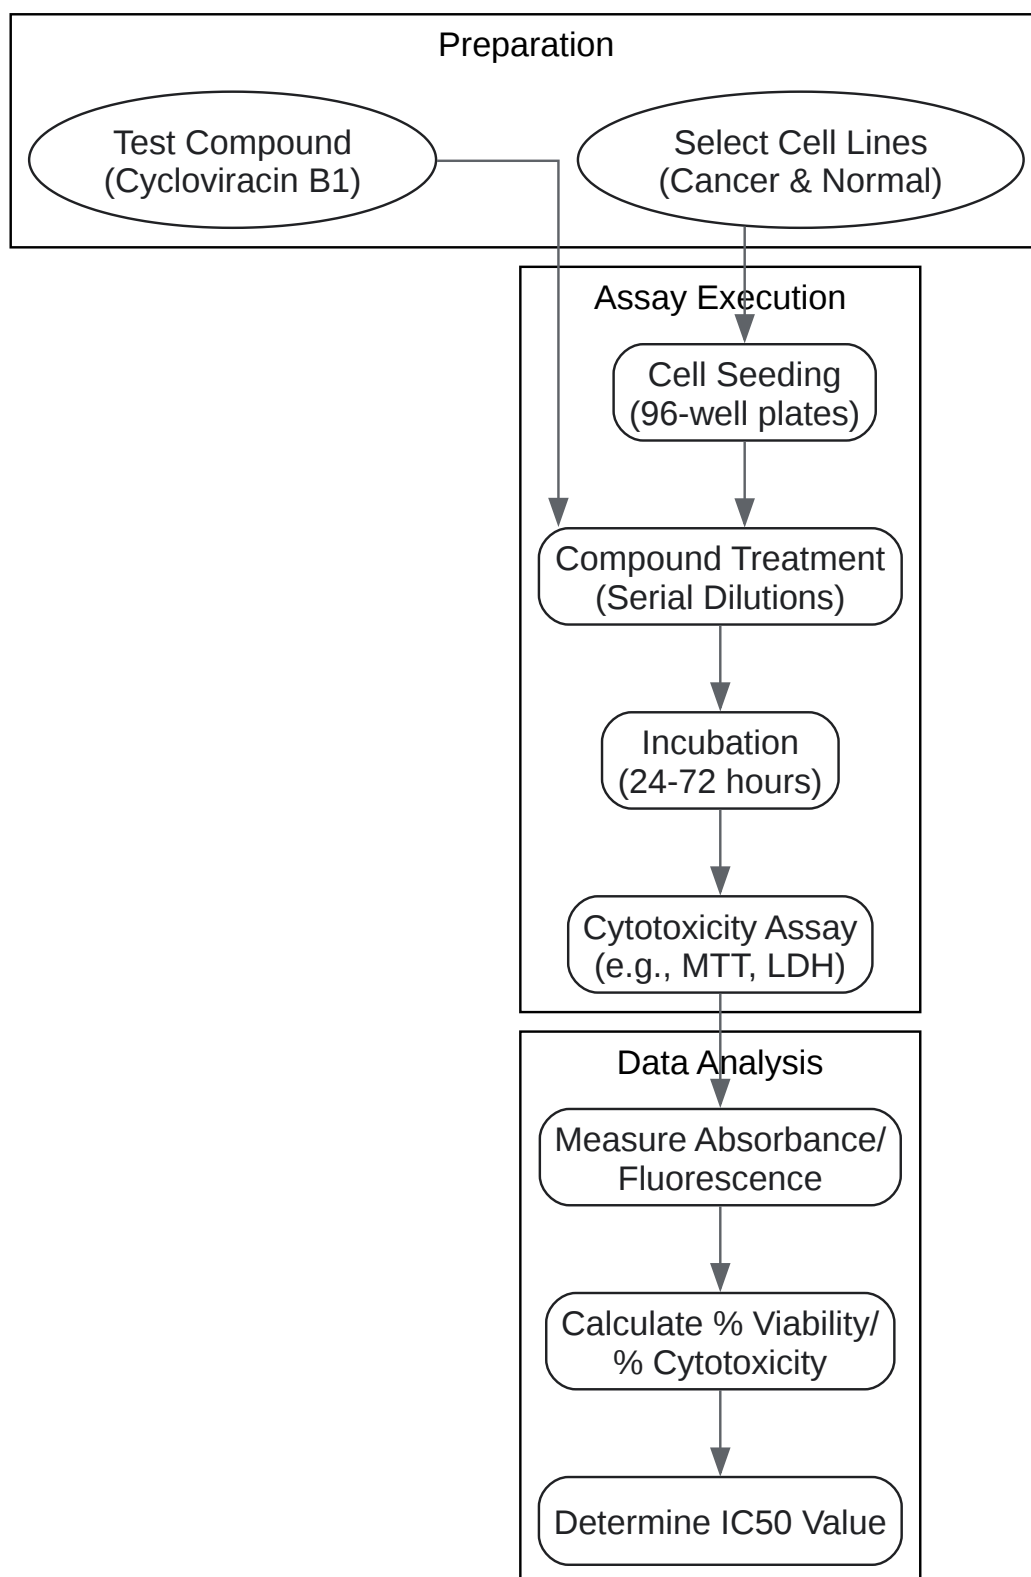 Preparation
Test Compound
(Cycloviracin B1)
Select Cell Lines
(Cancer & Normal)
Assay Execution
Cell Seeding
(96-well plates)
Compound Treatment
(Serial Dilutions)
Incubation
(24-72 hours)
Cytotoxicity Assay
(e.g., MTT, LDH)
Data Analysis
Measure Absorbance/
Fluorescence
Calculate % Viability/
% Cytotoxicity
Determine IC50 Value